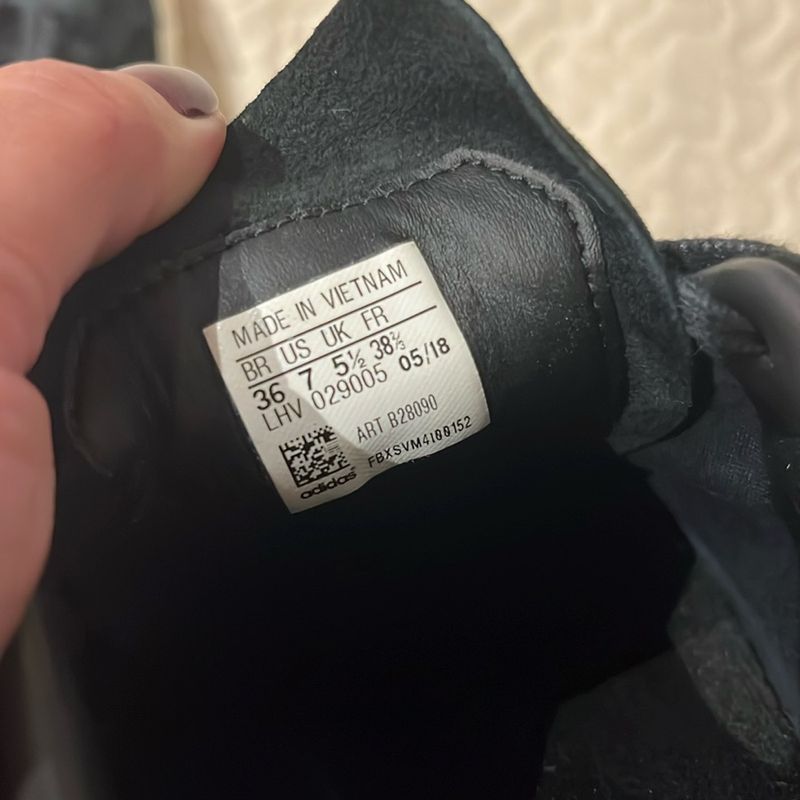 MADE IN VIETNAM
BR US UK FR
36 7 5½ 38⅔
LHV 029005 05/18
ART B28090
FBXSVM4I00152
adidas